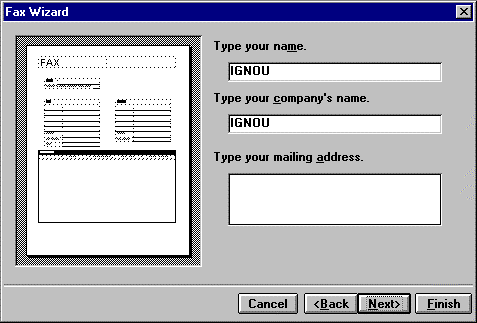 Fax Wizard
FAX
Type your name.
IGNOU
Type your company's name.
IGNOU
Type your mailing address.
Cancel
<Back
Next>
Finish